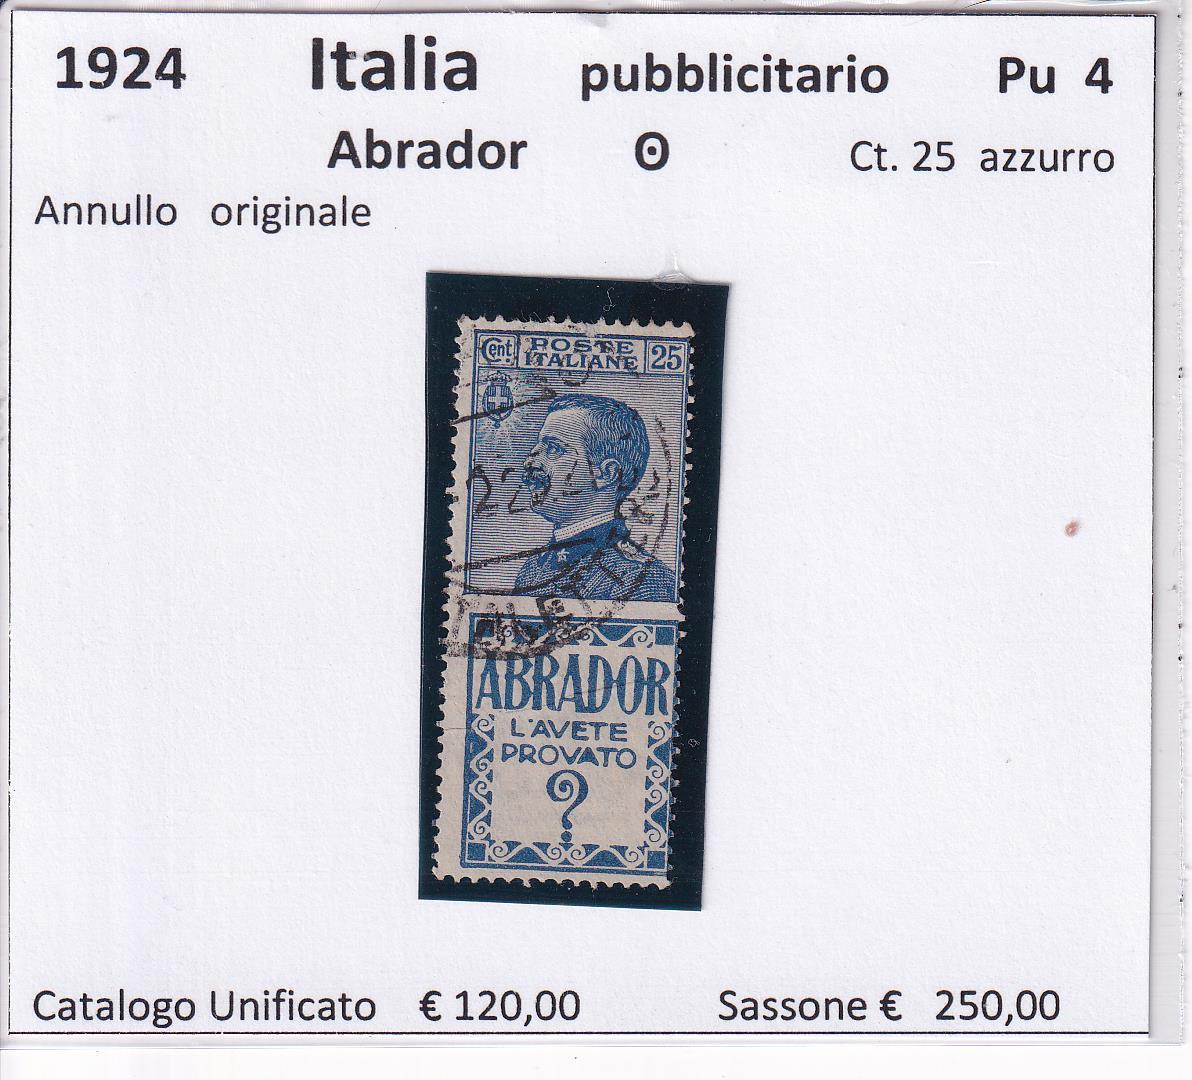 1924 Italia pubblicitario Pu 4
Abrador ʘ Ct. 25 azzurro
Annullo originale
Cent. POSTE ITALIANE 25
ABRADOR
L'AVETE
PROVATO
?
Catalogo Unificato € 120,00 Sassone € 250,00